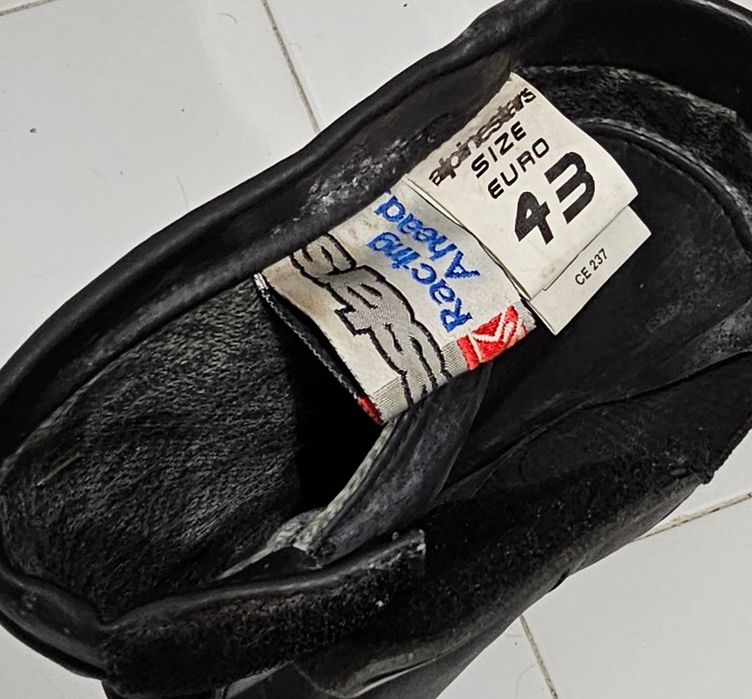 alpinestars
SIZE
EURO
43
CE 237
Racing
Ahead